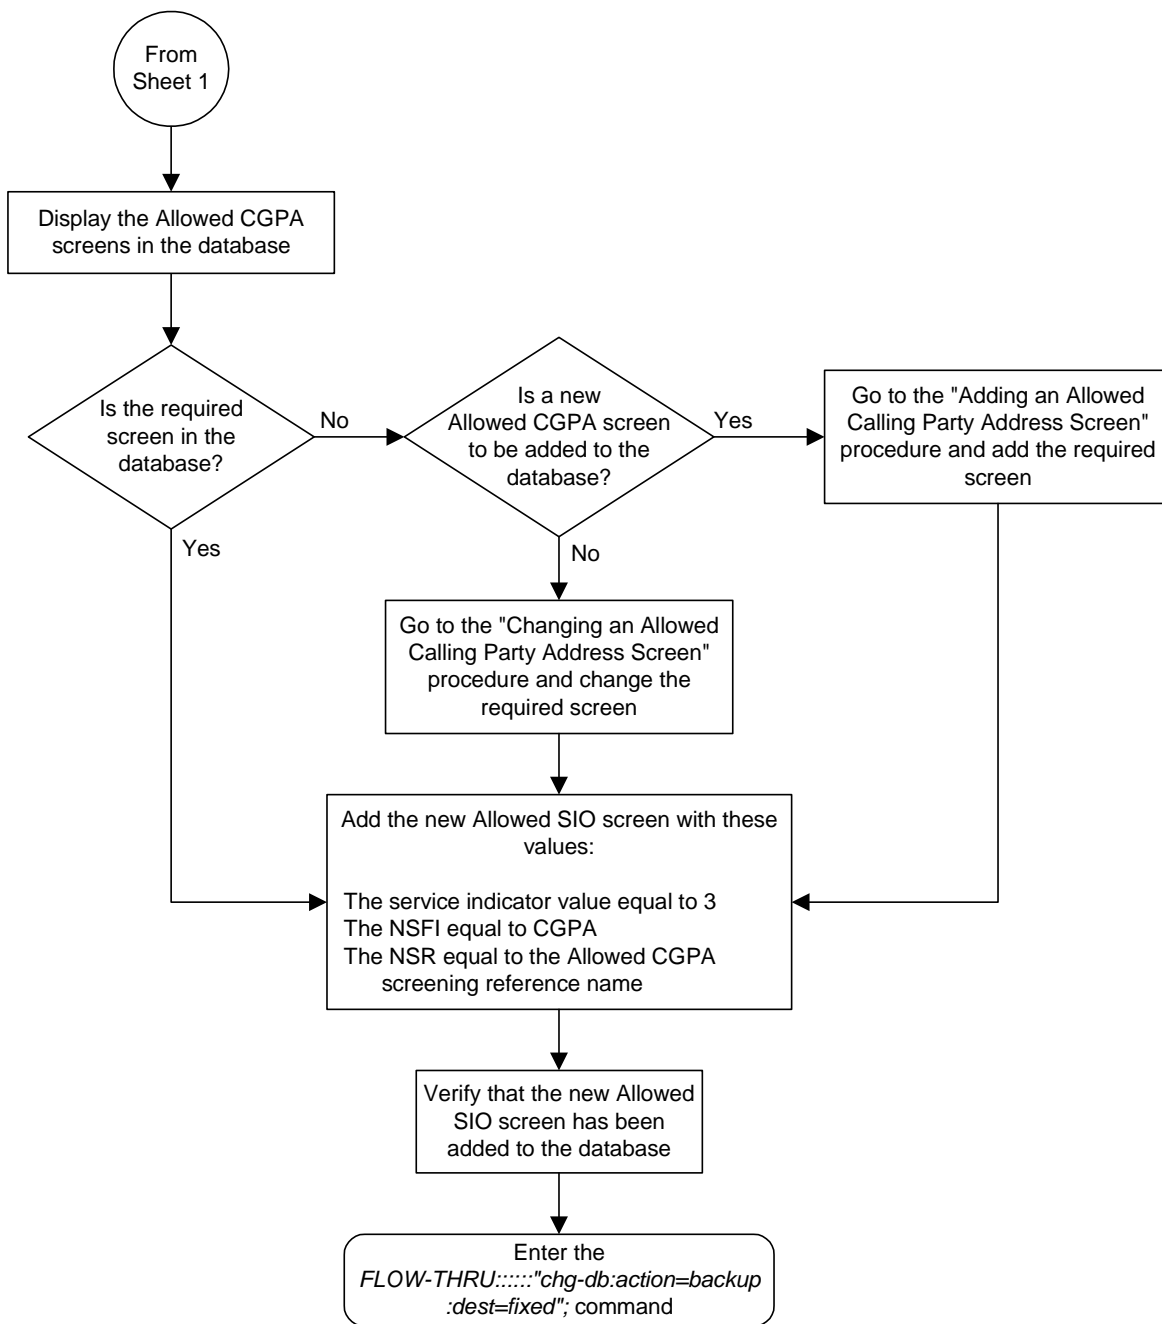 From
Sheet 1
Display the Allowed CGPA
screens in the database
Is the required
screen in the
database?
No
Yes
Is a new
Allowed CGPA screen
to be added to the
database?
Yes
No
Go to the "Adding an Allowed
Calling Party Address Screen"
procedure and add the required
screen
Go to the "Changing an Allowed
Calling Party Address Screen"
procedure and change the
required screen
Add the new Allowed SIO screen with these
values:
The service indicator value equal to 3
The NSFI equal to CGPA
The NSR equal to the Allowed CGPA
screening reference name
Verify that the new Allowed
SIO screen has been
added to the database
Enter the
FLOW-THRU::::::"chg-db:action=backup
:dest=fixed"; command